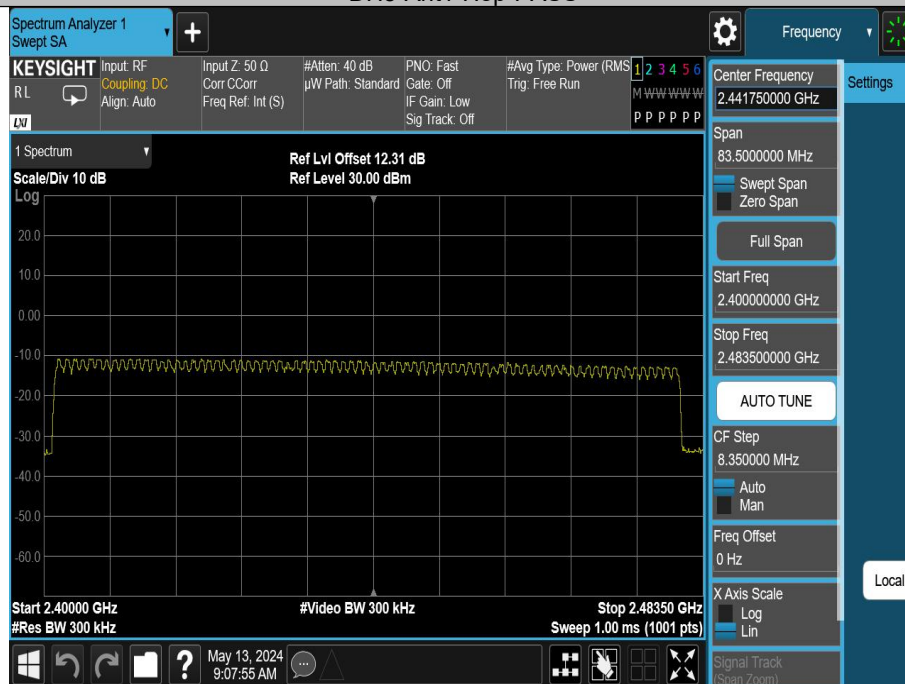 Spectrum Analyzer 1
Swept SA
+
Frequency
KEYSIGHT
RL
LXI
Input: RF
Coupling: DC
Align: Auto
Input Z: 50 Ω
Corr CCorr
Freq Ref: Int (S)
#Atten: 40 dB
µW Path: Standard
PNO: Fast
Gate: Off
IF Gain: Low
Sig Track: Off
#Avg Type: Power (RMS
Trig: Free Run
1 2 3 4 5 6
M W W W W W
P P P P P P
1 Spectrum
Scale/Div 10 dB
Log
Ref Lvl Offset 12.31 dB
Ref Level 30.00 dBm
20.0
10.0
0.00
-10.0
-20.0
-30.0
-40.0
-50.0
-60.0
Start 2.40000 GHz
#Res BW 300 kHz
#Video BW 300 kHz
Stop 2.48350 GHz
Sweep 1.00 ms (1001 pts)
Center Frequency
2.441750000 GHz
Settings
Span
83.5000000 MHz
Swept Span
Zero Span
Full Span
Start Freq
2.400000000 GHz
Stop Freq
2.483500000 GHz
AUTO TUNE
CF Step
8.350000 MHz
Auto
Man
Freq Offset
0 Hz
X Axis Scale
Log
Lin
Local
Signal Track
(Span Zoom)
?
May 13, 2024
9:07:55 AM